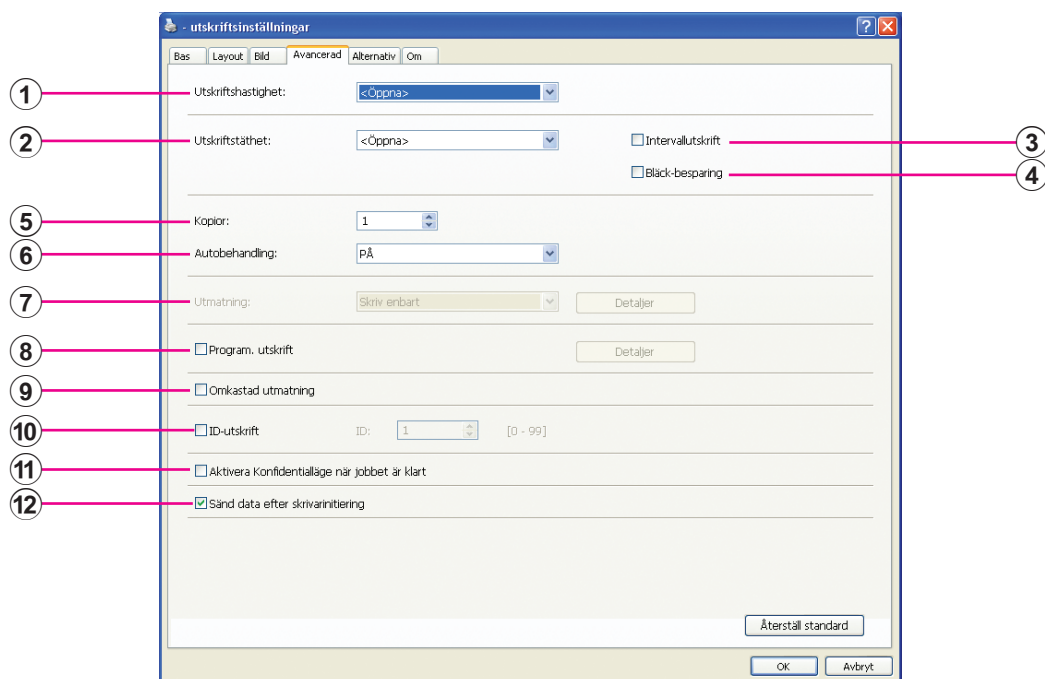 - utskriftsinställningar
Bas Layout Bild Avancerad Alternativ Om
1 Utskriftshastighet: <Öppna>
2 Utskriftstäthet: <Öppna> Intervallutskrift 3
Bläck-besparing 4
5 Kopior: 1
6 Autobehandling: PÅ
7 Utmatning: Skriv enbart Detaljer
8 Program. utskrift Detaljer
9 Omkastad utmatning
10 ID-utskrift ID: 1 [0 - 99]
11 Aktivera Konfidentialläge när jobbet är klart
12 Sänd data efter skrivarinitiering
Återställ standard
OK Avbryt